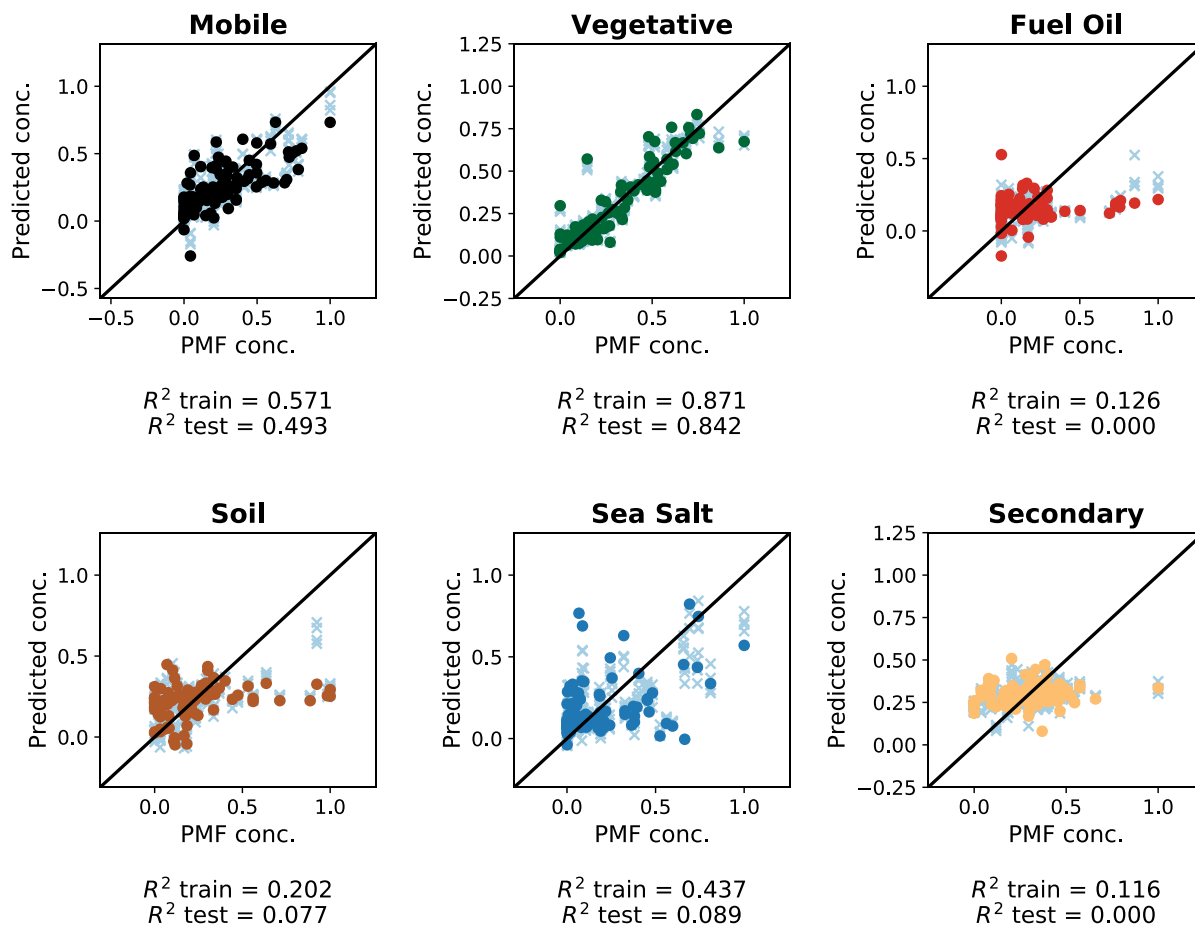 Mobile
Vegetative
Fuel Oil
Predicted conc.
1.0
0.5
0.0
−0.5
−0.5
0.0
0.5
1.0
PMF conc.
Predicted conc.
1.25
1.00
0.75
0.50
0.25
0.00
−0.25
0.0
0.5
1.0
PMF conc.
Predicted conc.
1.0
0.5
0.0
0.0
0.5
1.0
PMF conc.
R² train = 0.571
R² test = 0.493
R² train = 0.871
R² test = 0.842
R² train = 0.126
R² test = 0.000
Soil
Sea Salt
Secondary
Predicted conc.
1.0
0.5
0.0
0.0
0.5
1.0
PMF conc.
Predicted conc.
1.0
0.5
0.0
0.0
0.5
1.0
PMF conc.
Predicted conc.
1.25
1.00
0.75
0.50
0.25
0.00
−0.25
0.0
0.5
1.0
PMF conc.
R² train = 0.202
R² test = 0.077
R² train = 0.437
R² test = 0.089
R² train = 0.116
R² test = 0.000